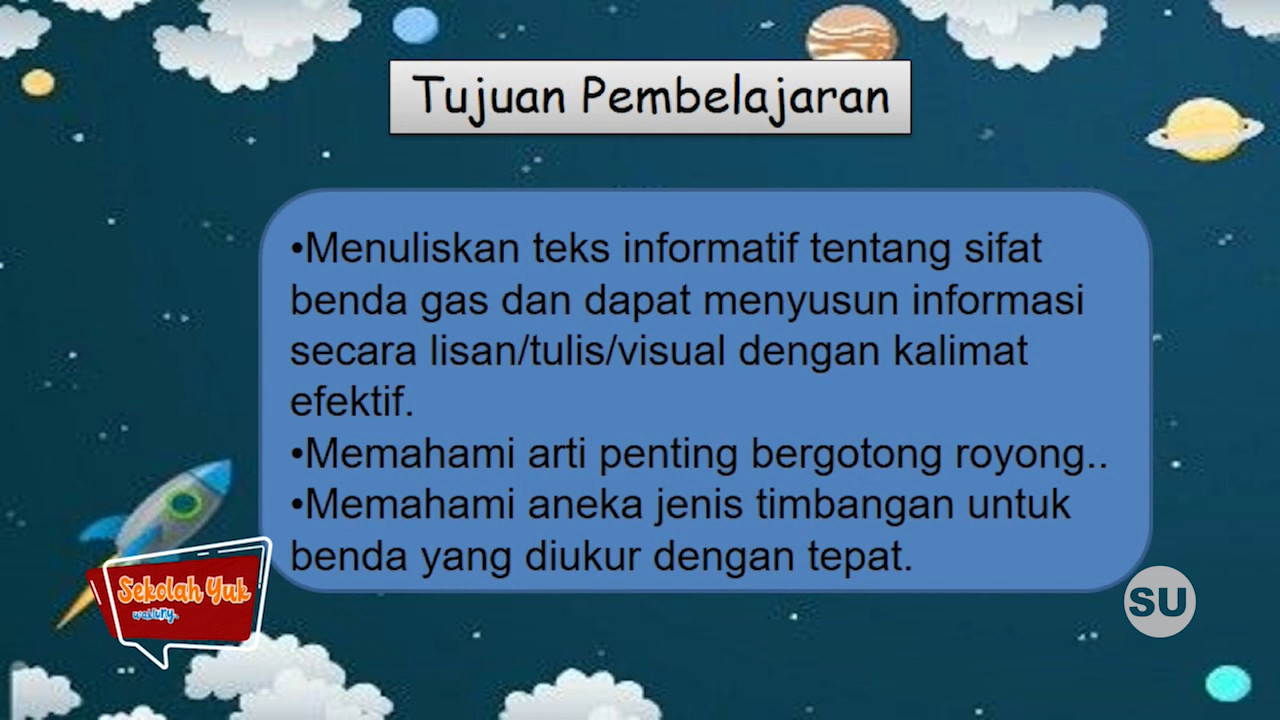 Tujuan Pembelajaran
•Menuliskan teks informatif tentang sifat
benda gas dan dapat menyusun informasi
secara lisan/tulis/visual dengan kalimat
efektif.
•Memahami arti penting bergotong royong..
•Memahami aneka jenis timbangan untuk
benda yang diukur dengan tepat.
Sekolah Yuk
SU